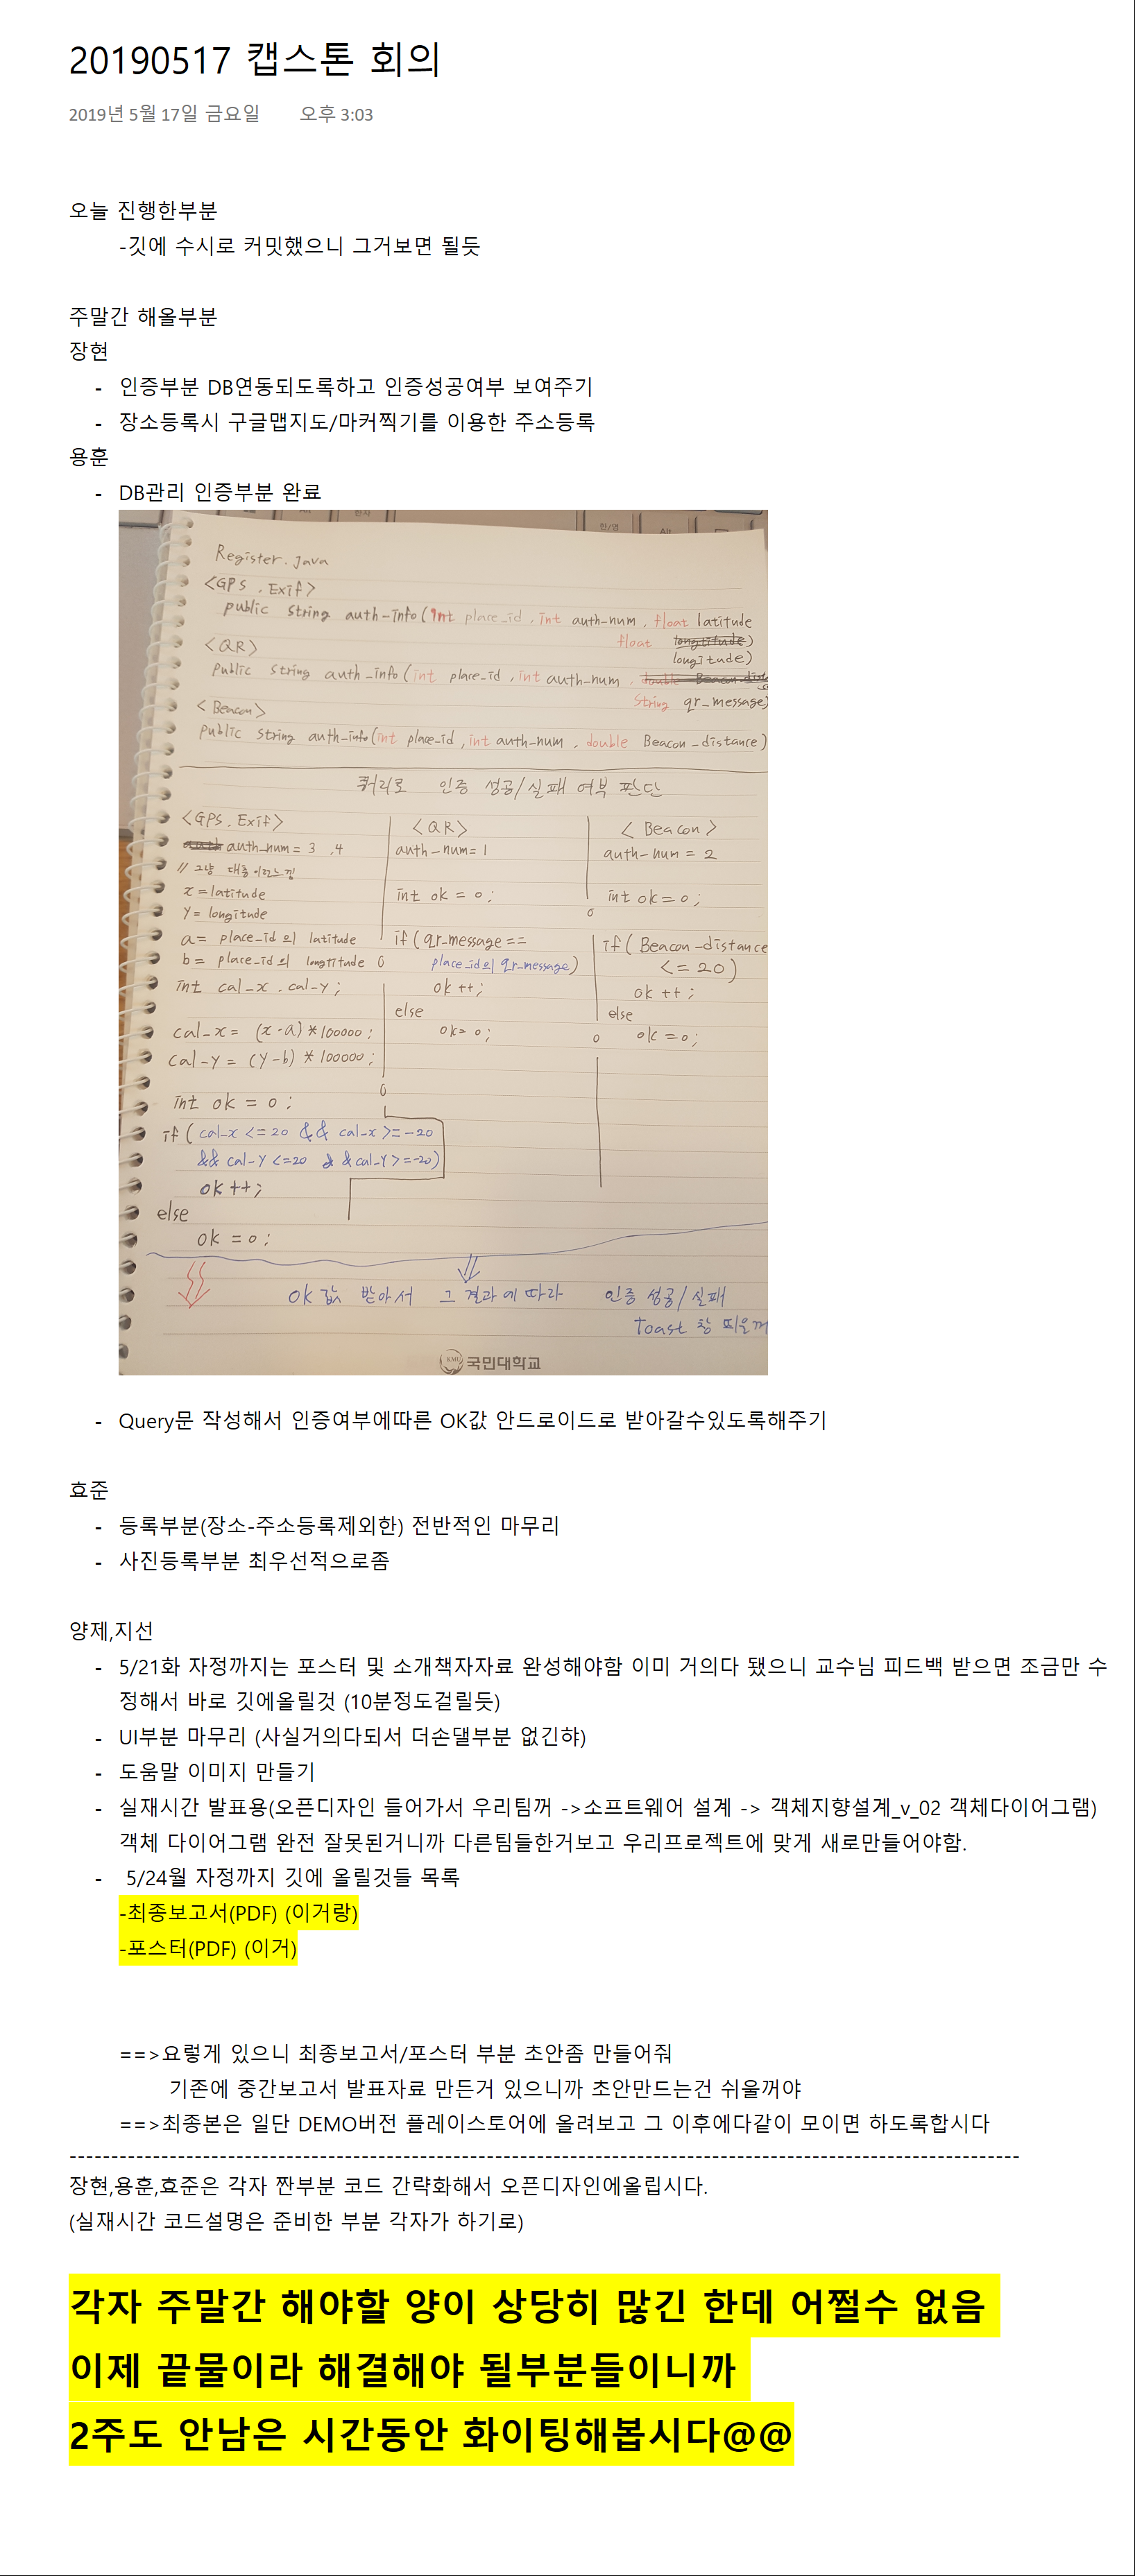 20190517 캡스톤 회의
2019년 5월 17일 금요일 오후 3:03
오늘 진행한부분
-깃에 수시로 커밋했으니 그거보면 될듯
주말간 해올부분
장현
- 인증부분 DB연동되도록하고 인증성공여부 보여주기
- 장소등록시 구글맵지도/마커찍기를 이용한 주소등록
용훈
- DB관리 인증부분 완료
한자
한/영
Alt
Register.java
<GPS . Exif>
public String auth-info(int place_id , int auth-num , float latitude
float longtitude)
longitude)
<QR>
public String auth_info(int place_id , int auth-num , double Beacon-dis
String qr_message)
<Beacon>
public String auth-info(int place_id , int auth-num , double Beacon_distance)
쿼리로 인증 성공/실패 여부 판단
<GPS . Exif>
auth auth_num = 3 , 4
// 그냥 대충 이런느낌
x = latitude
Y = longitude
a = place_id 의 latitude
b = place_id 의 longtitude
int cal_x , cal-y ;
cal_x = (x-a)*100000;
cal-Y = (Y-b)*100000;
int ok = 0 ;
if ( cal_x <= 20 && cal-x >= -20
&& cal-Y <=20 && cal_Y >= -20)
ok ++;
else
ok = 0 ;
<QR>
auth-num= 1
int ok = 0 ;
if ( qr_message ==
place_id의 qr_message)
ok ++;
else
ok= 0 ;
<Beacon>
auth-num = 2
int ok = 0 ;
if ( Beacon-distance
<= 20 )
ok ++ ;
else
ok = 0 ;
ok 값 받아서 그 결과에 따라 인증 성공/실패
Toast 창 띄울꺼
KMU 국민대학교
- Query문 작성해서 인증여부에따른 OK값 안드로이드로 받아갈수있도록해주기
효준
- 등록부분(장소-주소등록제외한) 전반적인 마무리
- 사진등록부분 최우선적으로좀
양제,지선
- 5/21화 자정까지는 포스터 및 소개책자자료 완성해야함 이미 거의다 됐으니 교수님 피드백 받으면 조금만 수
정해서 바로 깃에올릴것 (10분정도걸릴듯)
- UI부분 마무리 (사실거의다되서 더손댈부분 없긴햐)
- 도움말 이미지 만들기
- 실재시간 발표용(오픈디자인 들어가서 우리팀꺼 ->소프트웨어 설계 -> 객체지향설계_v_02 객체다이어그램)
객체 다이어그램 완전 잘못된거니까 다른팀들한거보고 우리프로젝트에 맞게 새로만들어야함.
- 5/24월 자정까지 깃에 올릴것들 목록
-최종보고서(PDF) (이거랑)
-포스터(PDF) (이거)
==>요렇게 있으니 최종보고서/포스터 부분 초안좀 만들어줘
기존에 중간보고서 발표자료 만든거 있으니까 초안만드는건 쉬울꺼야
==>최종본은 일단 DEMO버전 플레이스토어에 올려보고 그 이후에다같이 모이면 하도록합시다
---------------------------------------------------------------------------------------------------------------
장현,용훈,효준은 각자 짠부분 코드 간략화해서 오픈디자인에올립시다.
(실재시간 코드설명은 준비한 부분 각자가 하기로)
각자 주말간 해야할 양이 상당히 많긴 한데 어쩔수 없음
이제 끝물이라 해결해야 될부분들이니까
2주도 안남은 시간동안 화이팅해봅시다@@